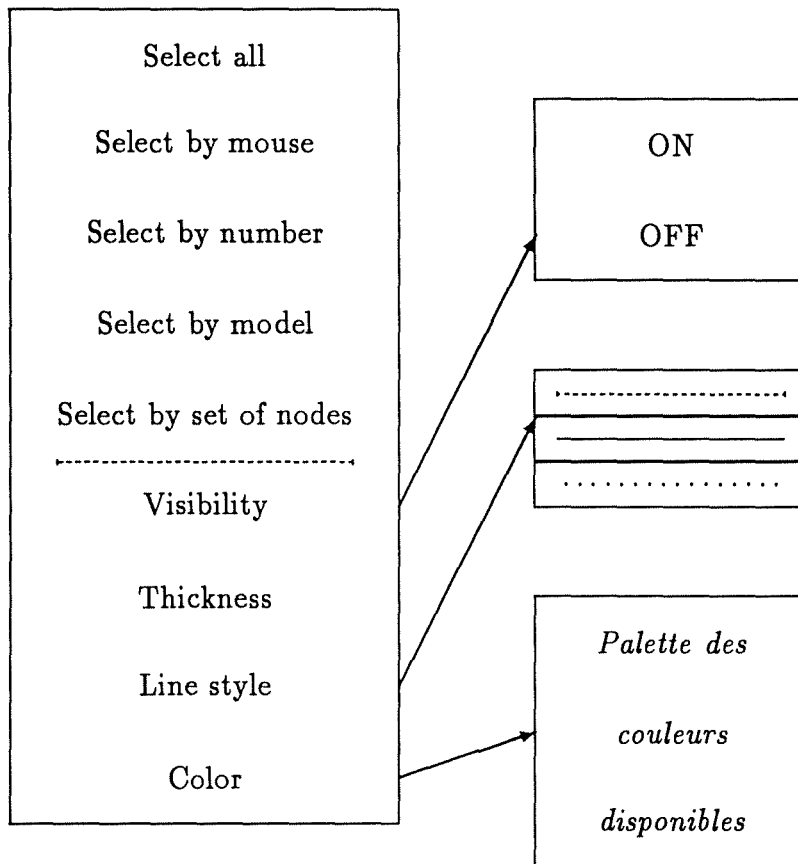 Select all
Select by mouse
Select by number
Select by model
Select by set of nodes
Visibility
Thickness
Line style
Color
ON
OFF
Palette des
couleurs
disponibles